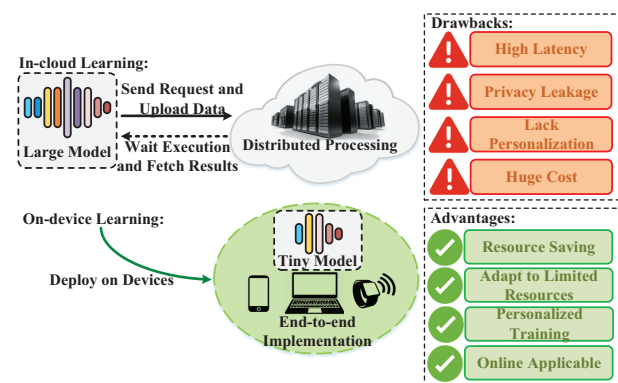 In-cloud Learning:
Large Model
Send Request and
Upload Data
Wait Execution
and Fetch Results
Distributed Processing
Drawbacks:
High Latency
Privacy Leakage
Lack
Personalization
Huge Cost
On-device Learning:
Deploy on Devices
Tiny Model
End-to-end
Implementation
Advantages:
Resource Saving
Adapt to Limited
Resources
Personalized
Training
Online Applicable